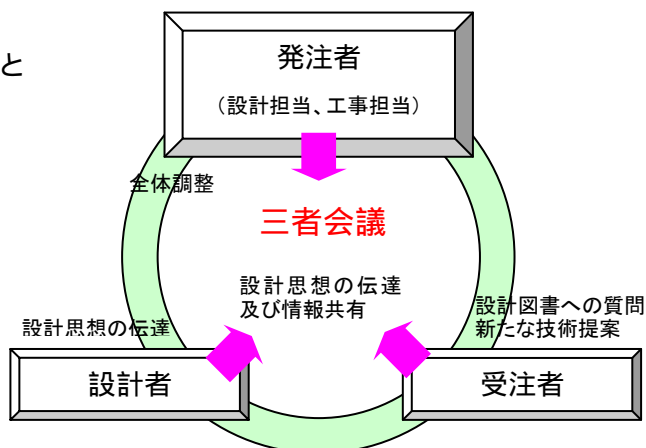 と
発注者
（設計担当、工事担当）
全体調整
三者会議
設計思想の伝達
及び情報共有
設計思想の伝達
設計図書への質問
新たな技術提案
設計者
受注者